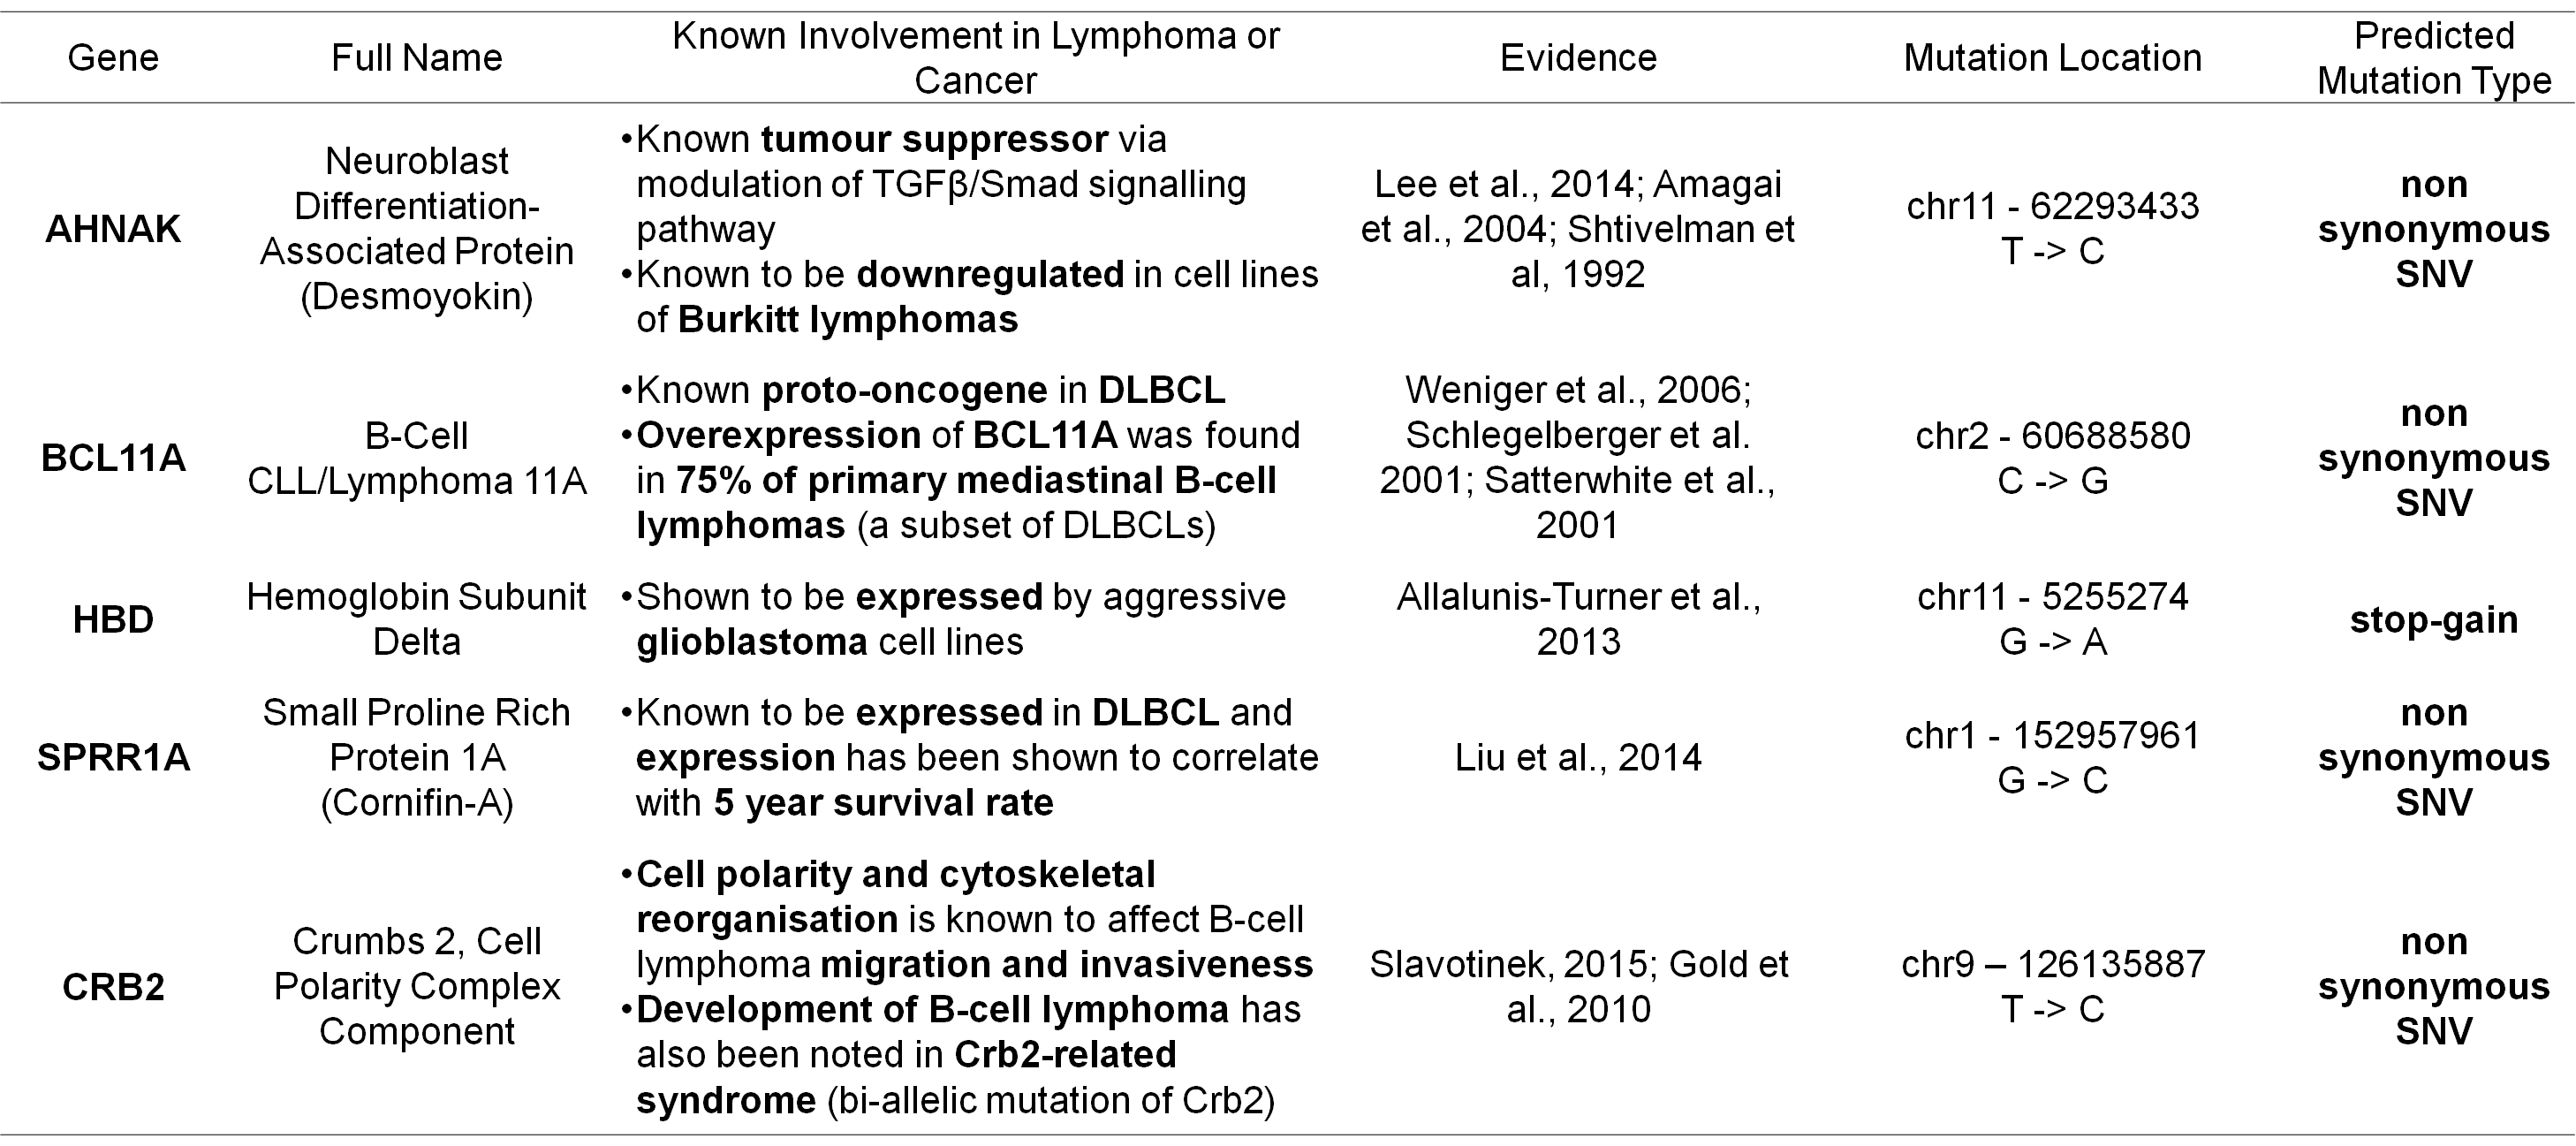 Gene
Full Name
Known Involvement in Lymphoma or
Cancer
Evidence
Mutation Location
Predicted
Mutation Type
AHNAK
Neuroblast
Differentiation-
Associated Protein
(Desmoyokin)
•Known tumour suppressor via
modulation of TGFβ/Smad signalling
pathway
•Known to be downregulated in cell lines
of Burkitt lymphomas
Lee et al., 2014; Amagai
et al., 2004; Shtivelman et
al, 1992
chr11 - 62293433
T -> C
non
synonymous
SNV
BCL11A
B-Cell
CLL/Lymphoma 11A
•Known proto-oncogene in DLBCL
•Overexpression of BCL11A was found
in 75% of primary mediastinal B-cell
lymphomas (a subset of DLBCLs)
Weniger et al., 2006;
Schlegelberger et al.
2001; Satterwhite et al.,
2001
chr2 - 60688580
C -> G
non
synonymous
SNV
HBD
Hemoglobin Subunit
Delta
•Shown to be expressed by aggressive
glioblastoma cell lines
Allalunis-Turner et al.,
2013
chr11 - 5255274
G -> A
stop-gain
SPRR1A
Small Proline Rich
Protein 1A
(Cornifin-A)
•Known to be expressed in DLBCL and
expression has been shown to correlate
with 5 year survival rate
Liu et al., 2014
chr1 - 152957961
G -> C
non
synonymous
SNV
CRB2
Crumbs 2, Cell
Polarity Complex
Component
•Cell polarity and cytoskeletal
reorganisation is known to affect B-cell
lymphoma migration and invasiveness
•Development of B-cell lymphoma has
also been noted in Crb2-related
syndrome (bi-allelic mutation of Crb2)
Slavotinek, 2015; Gold et
al., 2010
chr9 – 126135887
T -> C
non
synonymous
SNV